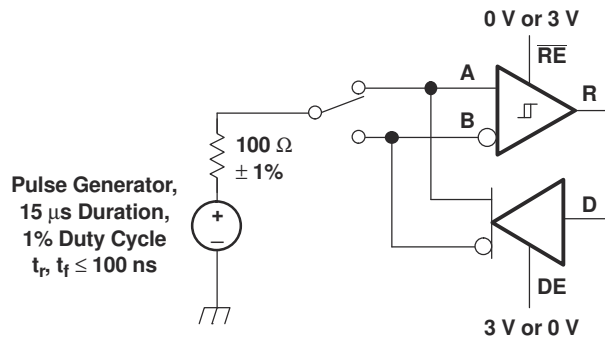 0 V or 3 V
R̅E̅
A
R
B
100 Ω
± 1%
Pulse Generator,
15 μs Duration,
1% Duty Cycle
tr, tf ≤ 100 ns
+
–
D
DE
3 V or 0 V